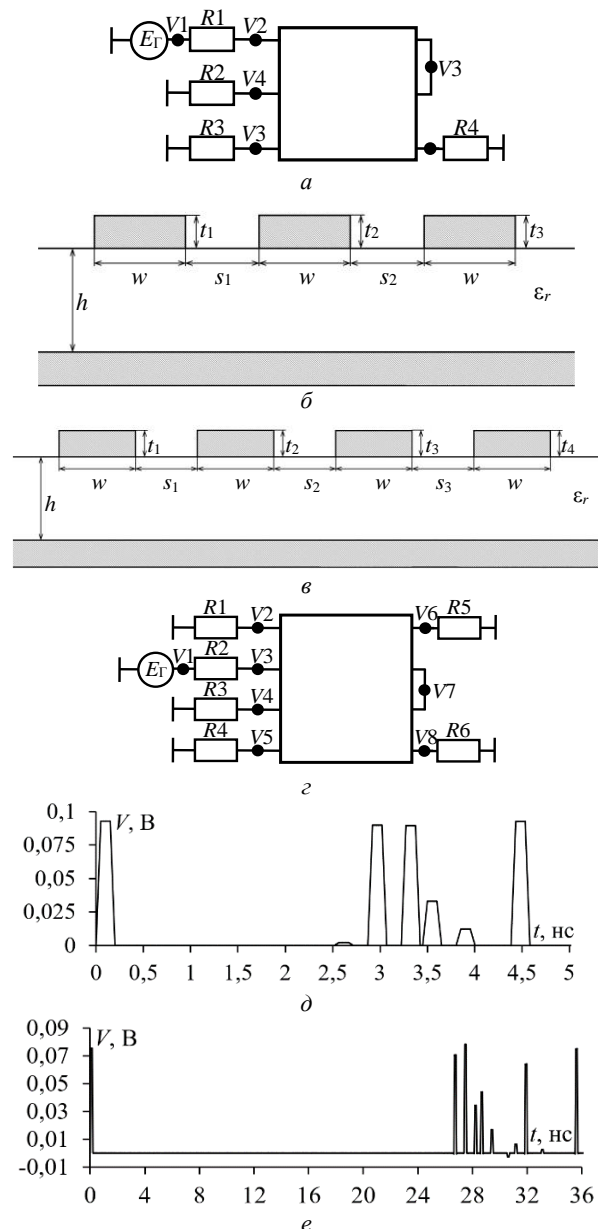 EГ V1 R1 V2
R2 V4 V3
R3 V3 R4
а
t1 t2 t3
w s1 w s2 w
h εr
б
t1 t2 t3 t4
w s1 w s2 w s3 w
h εr
в
R1 V2 V6 R5
EГ V1 R2 V3
R3 V4 V7
R4 V5 V8 R6
г
0,1
V, В
0,075
0,05
0,025
t, нс
0
0 0,5 1 1,5 2 2,5 3 3,5 4 4,5 5
д
0,09
V, В
0,07
0,05
0,03
0,01
t, нс
-0,01
0 4 8 12 16 20 24 28 32 36
е